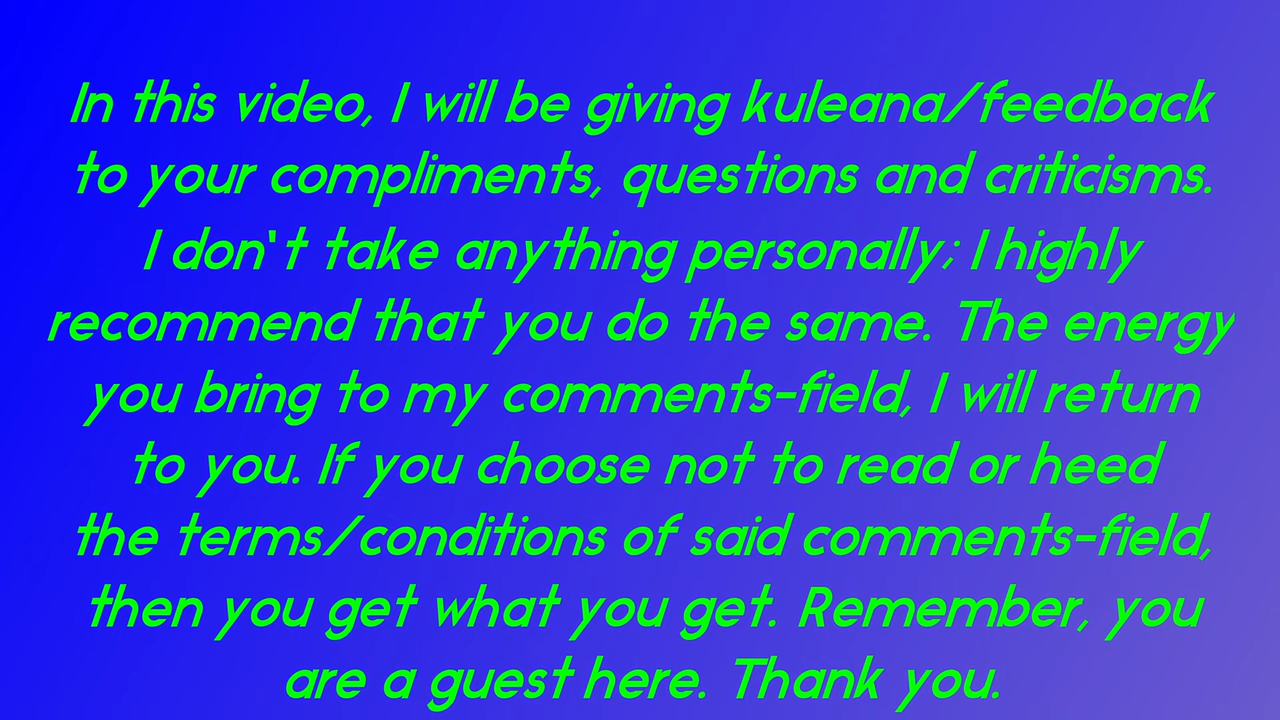 In this video, I will be giving kuleana/feedback
to your compliments, questions and criticisms.
I don't take anything personally; I highly
recommend that you do the same. The energy
you bring to my comments-field, I will return
to you. If you choose not to read or heed
the terms/conditions of said comments-field,
then you get what you get. Remember, you
are a guest here. Thank you.